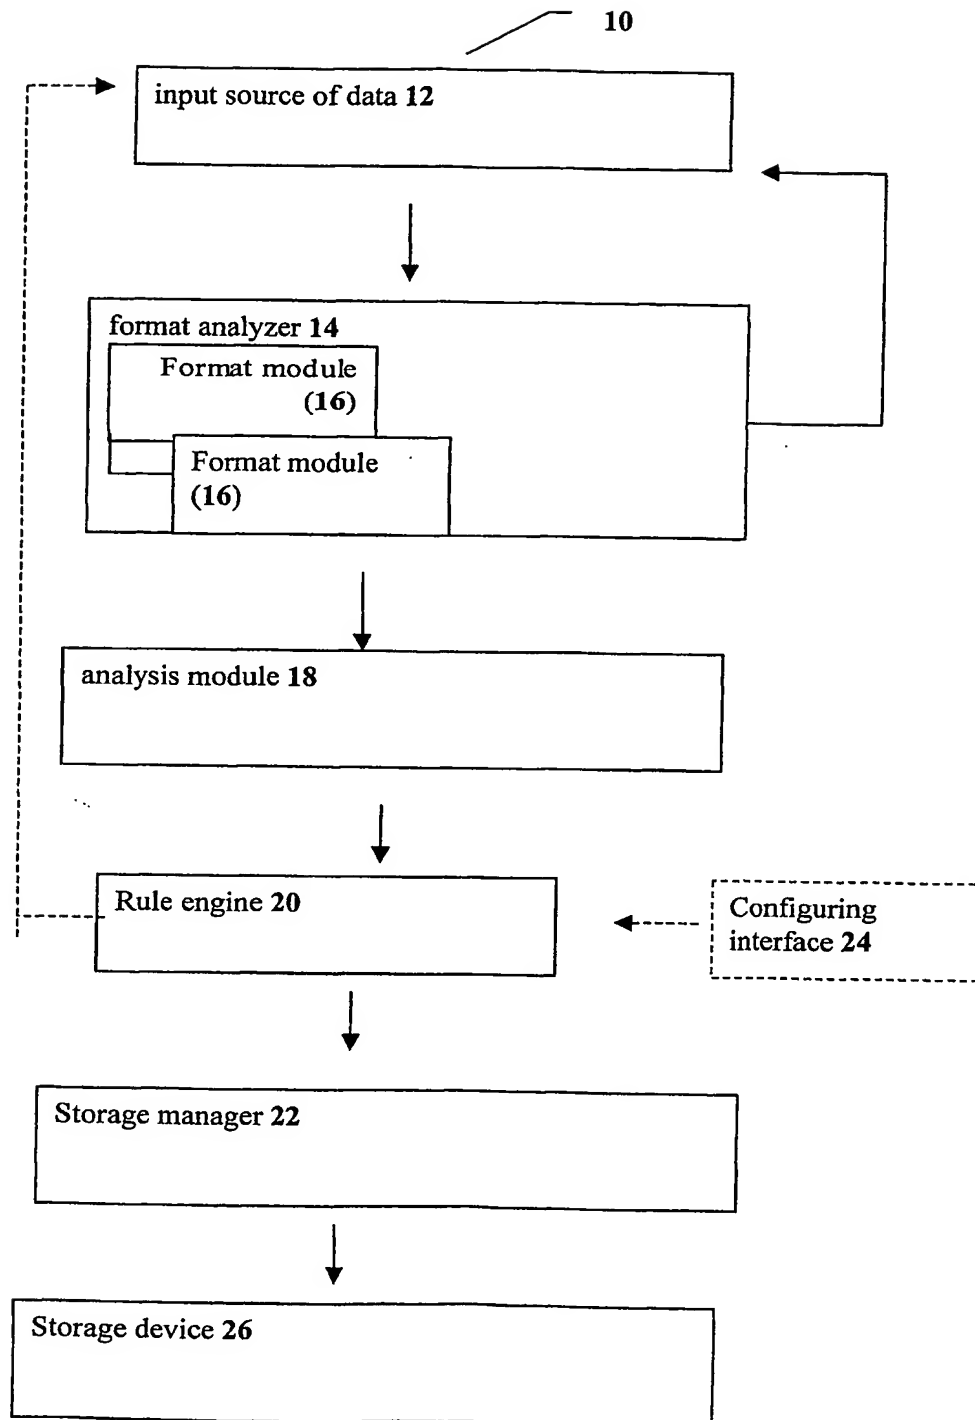 10
input source of data 12
format analyzer 14
Format module
(16)
Format module
(16)
analysis module 18
Rule engine 20
Configuring
interface 24
Storage manager 22
Storage device 26